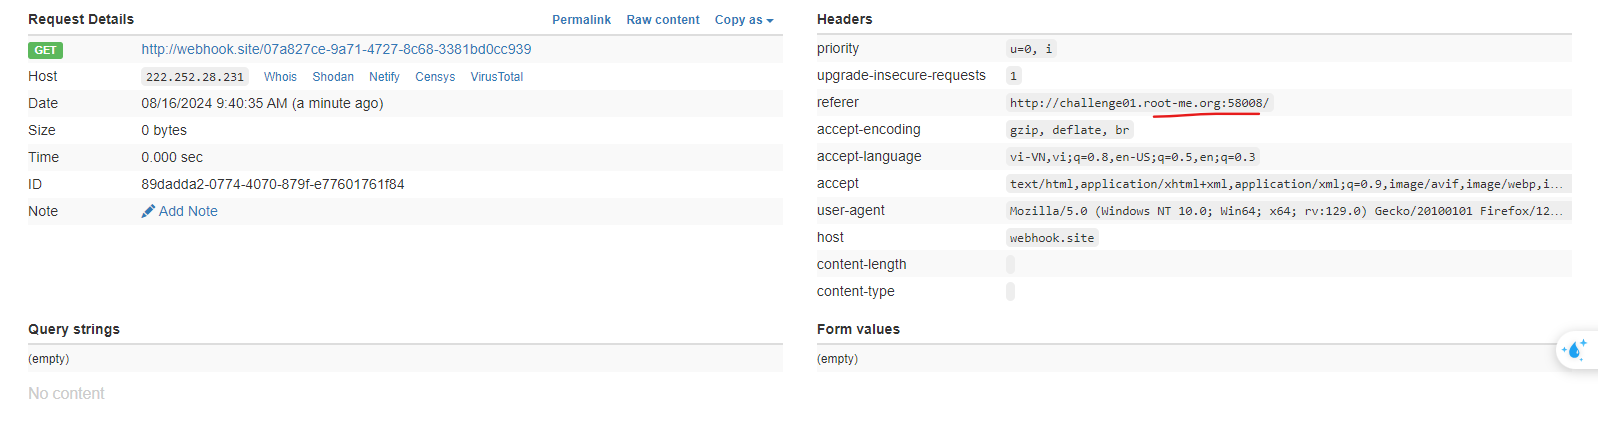 Request Details Permalink Raw content Copy as
GET http://webhook.site/07a827ce-9a71-4727-8c68-3381bd0cc939
Host 222.252.28.231 Whois Shodan Netify Censys VirusTotal
Date 08/16/2024 9:40:35 AM (a minute ago)
Size 0 bytes
Time 0.000 sec
ID 89dadda2-0774-4070-879f-e77601761f84
Note Add Note
Headers
priority u=0, i
upgrade-insecure-requests 1
referer http://challenge01.root-me.org:58008/
accept-encoding gzip, deflate, br
accept-language vi-VN,vi;q=0.8,en-US;q=0.5,en;q=0.3
accept text/html,application/xhtml+xml,application/xml;q=0.9,image/avif,image/webp,i...
user-agent Mozilla/5.0 (Windows NT 10.0; Win64; x64; rv:129.0) Gecko/20100101 Firefox/12...
host webhook.site
content-length
content-type
Query strings
(empty)
No content
Form values
(empty)